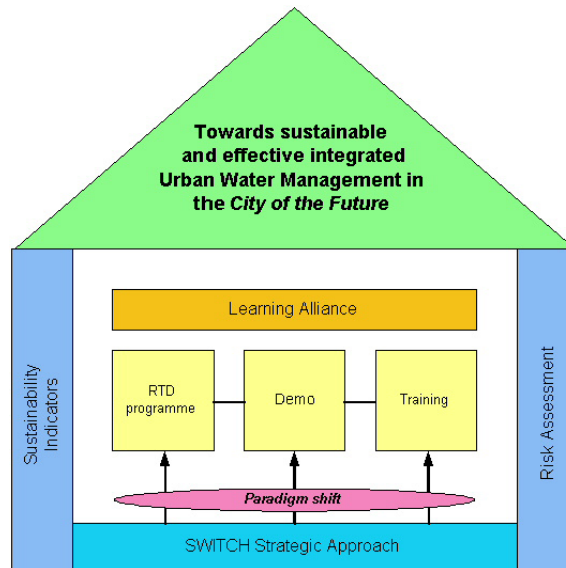 Towards sustainable
and effective integrated
Urban Water Management in
the City of the Future
Sustainability
Indicators
Learning Alliance
RTD
programme
Demo
Training
Risk Assessment
Paradigm shift
SWITCH Strategic Approach